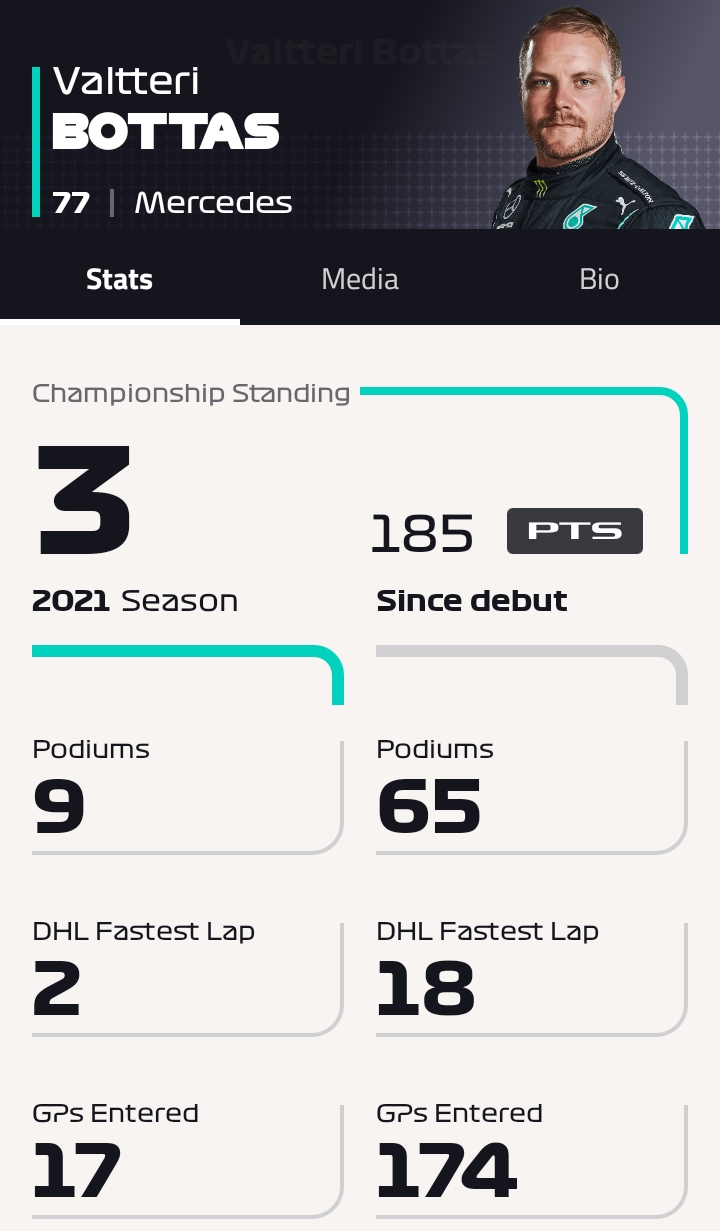 Valtteri Bottas
Valtteri
BOTTAS
77 | Mercedes
Stats Media Bio
Championship Standing
3
185 PTS
2021 Season Since debut
Podiums Podiums
9 65
DHL Fastest Lap DHL Fastest Lap
2 18
GPs Entered GPs Entered
17 174